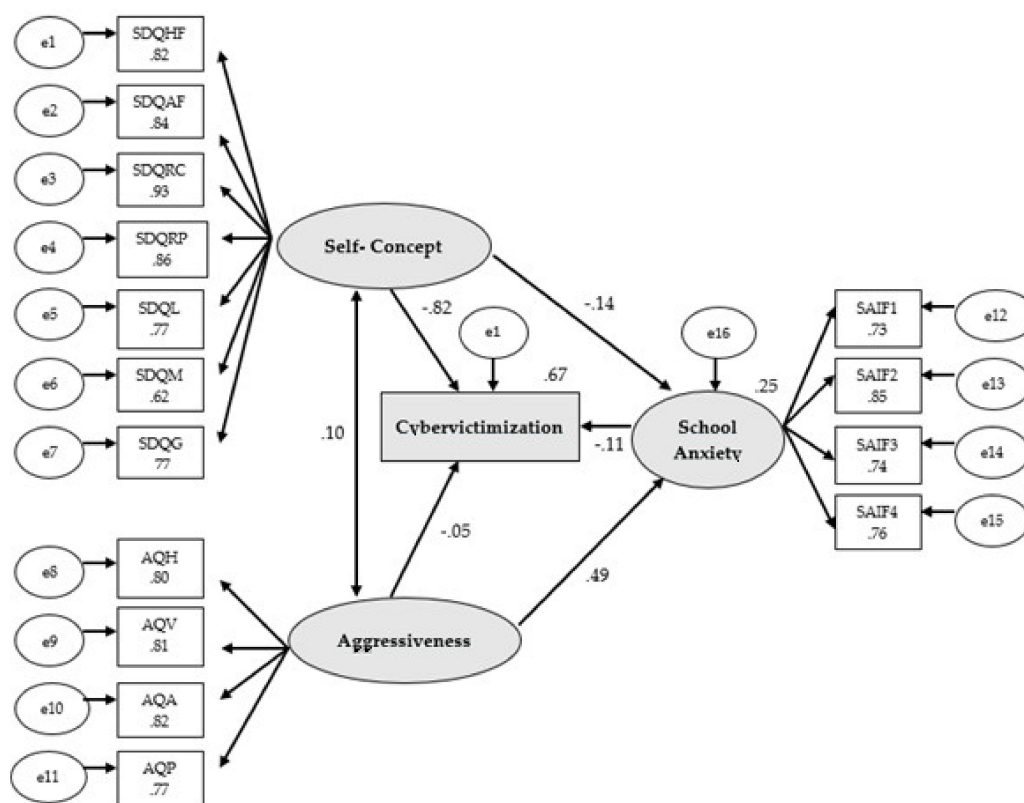 e1
SDQHF
.82
e2
SDQAF
.84
e3
SDQRC
.93
e4
SDQRP
.86
e5
SDQL
.77
e6
SDQM
.62
e7
SDQG
77
Self- Concept
-.82
-.14
e1
.67
Cybervictimization
.10
-.11
-.05
e16
.25
School
Anxiety
.49
SAIF1
.73
e12
SAIF2
.85
e13
SAIF3
.74
e14
SAIF4
.76
e15
e8
AQH
.80
e9
AQV
.81
e10
AQA
.82
e11
AQP
.77
Aggressiveness